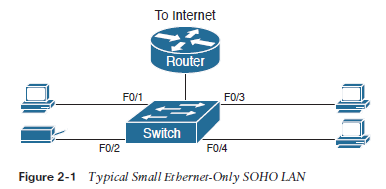 To Internet
Router
F0/1
F0/3
Switch
F0/2
F0/4
Figure 2-1 Typical Small Ethernet-Only SOHO LAN